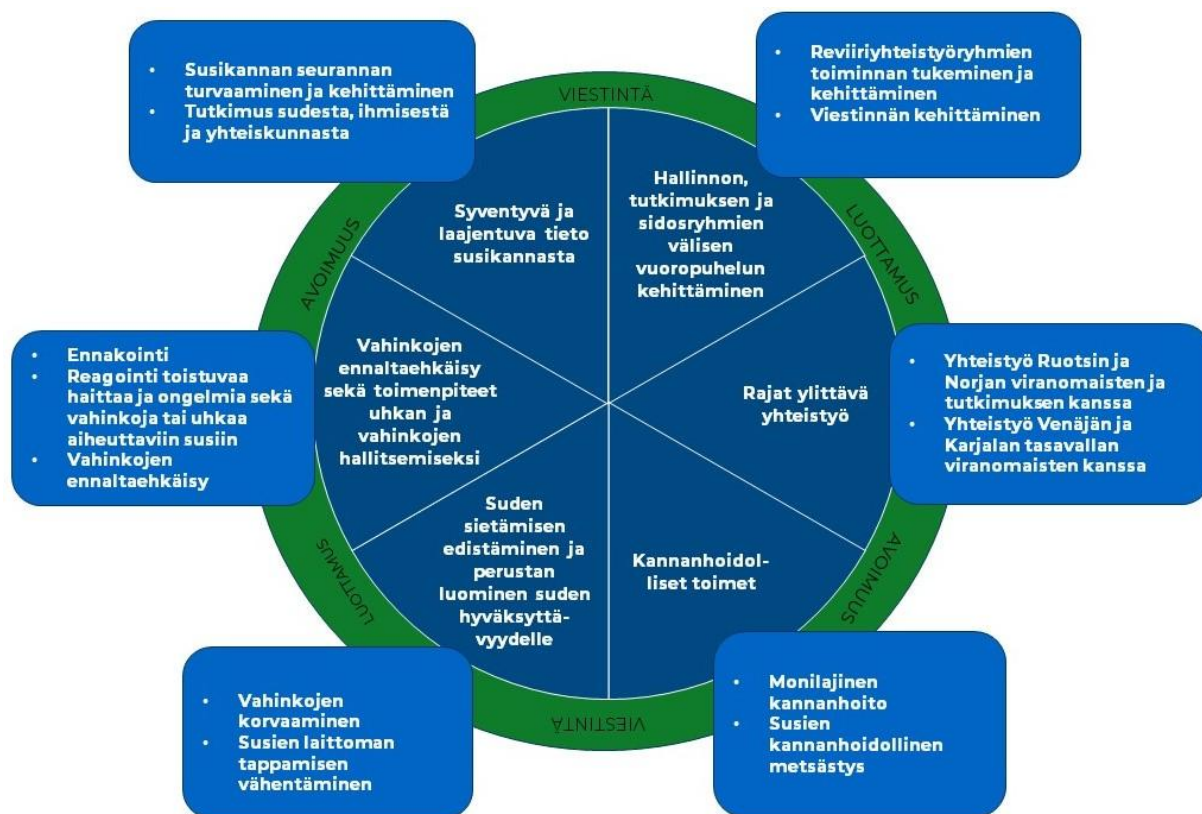 • Susikannan seurannan
turvaaminen ja kehittäminen
• Tutkimus sudesta, ihmisestä
ja yhteiskunnasta
• Reviiriyhteistyöryhmien
toiminnan tukeminen ja
kehittäminen
• Viestinnän kehittäminen
VIESTINTÄ
LUOTTAMUS
AVOIMUUS
VIESTINTÄ
LUOTTAMUS
AVOIMUUS
Syventyvä ja
laajentuva tieto
susikannasta
Hallinnon,
tutkimuksen ja
sidosryhmien
välisen
vuoropuhelun
kehittäminen
Vahinkojen
ennaltaehkäisy
sekä toimenpiteet
uhkan ja
vahinkojen
hallitsemiseksi
Rajat ylittävä
yhteistyö
Suden
sietämisen
edistäminen ja
perustan
luominen suden
hyväksyttä-
vyydelle
Kannanhoidol-
liset toimet
• Ennakointi
• Reagointi toistuvaa
haittaa ja ongelmia sekä
vahinkoja tai uhkaa
aiheuttaviin susiin
• Vahinkojen
ennaltaehkäisy
• Yhteistyö Ruotsin ja
Norjan viranomaisten ja
tutkimuksen kanssa
• Yhteistyö Venäjän ja
Karjalan tasavallan
viranomaisten kanssa
• Vahinkojen
korvaaminen
• Susien laittoman
tappamisen
vähentäminen
• Monilajinen
kannanhoito
• Susien
kannanhoidollinen
metsästys